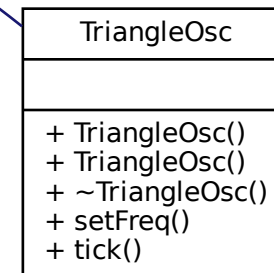 TriangleOsc
+ TriangleOsc()
+ TriangleOsc()
+ ~TriangleOsc()
+ setFreq()
+ tick()